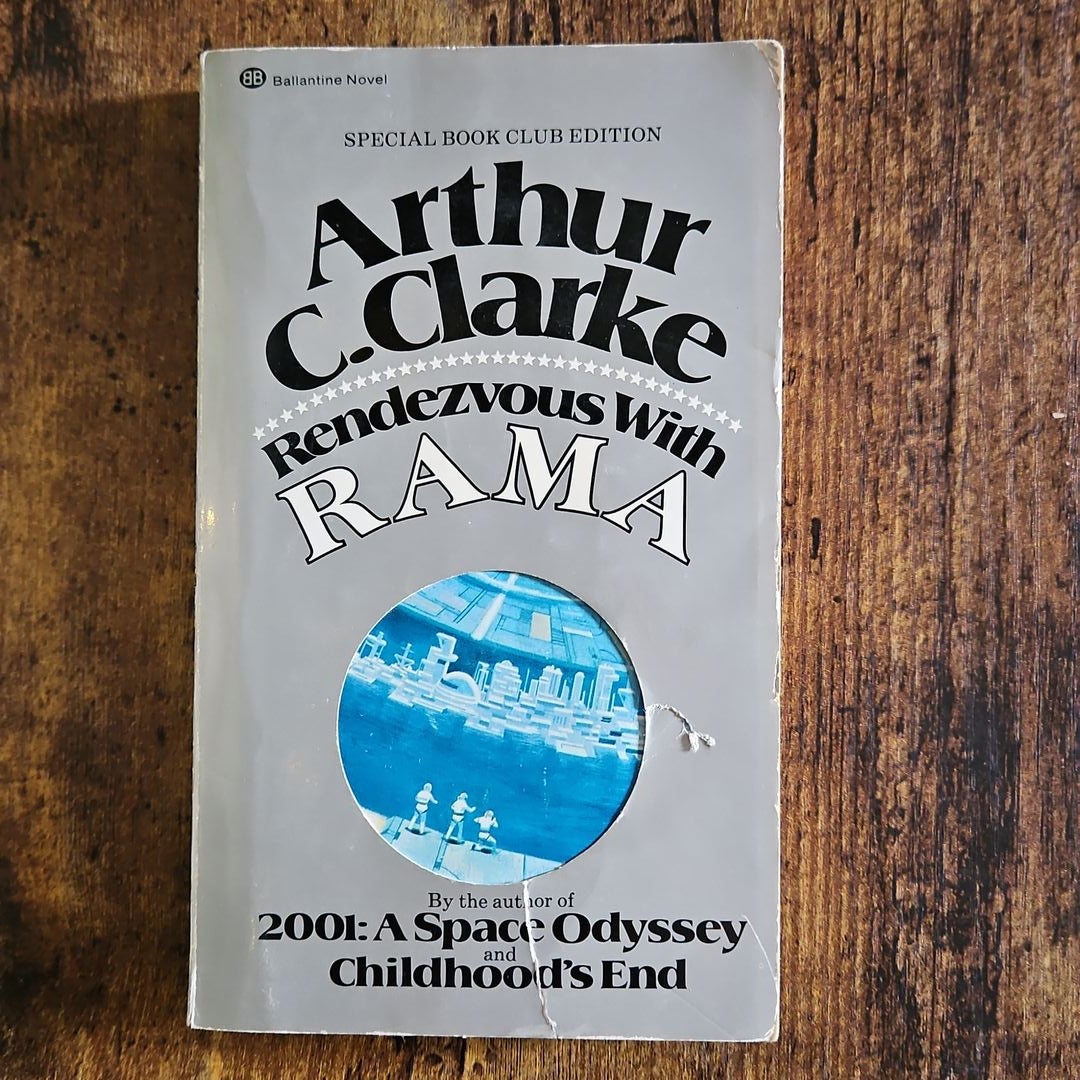 BB Ballantine Novel
SPECIAL BOOK CLUB EDITION
Arthur
C. Clarke
Rendezvous With
RAMA
By the author of
2001: A Space Odyssey
and
Childhood's End